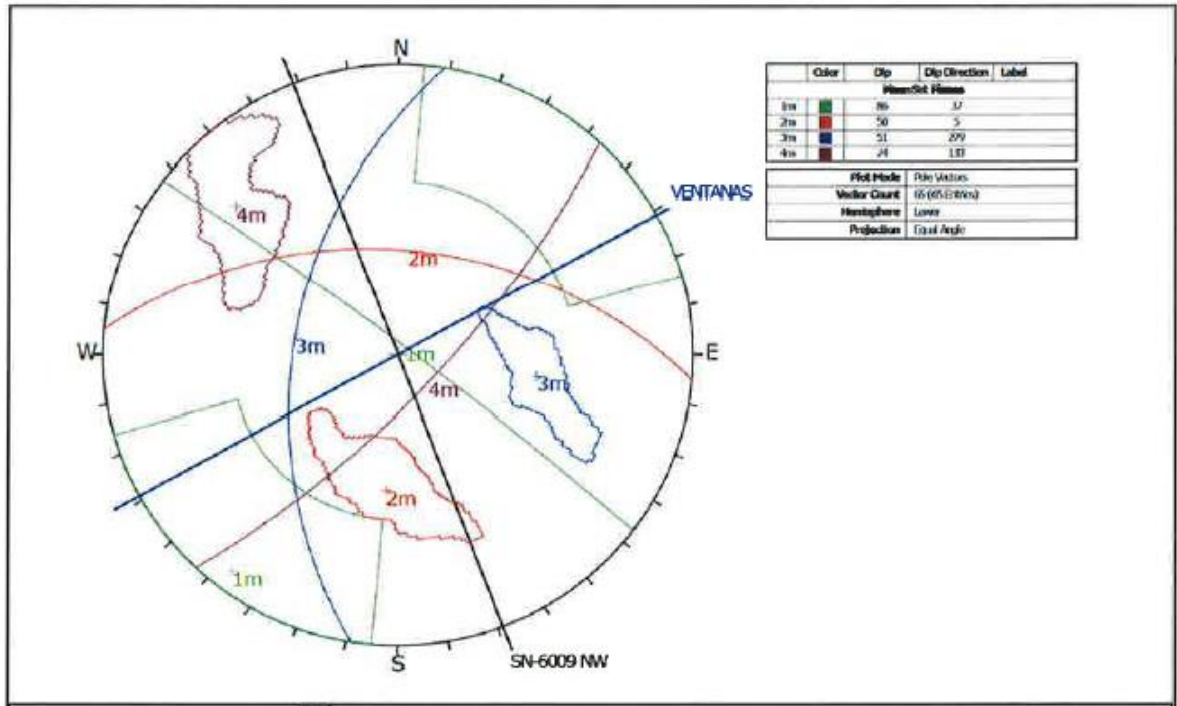 N
Color Dip Dip Direction Label
Mean Set Planes
1m 86 37
2m 50 5
3m 51 279
4m 74 133
Plot Mode Pole Vectors
Vector Count
Hemisphere Lower
Projection Equal Angle
VENTANAS
4m
2m
W
3m
1m
E
4m
3m
2m
1m
S
SN-6009 NW